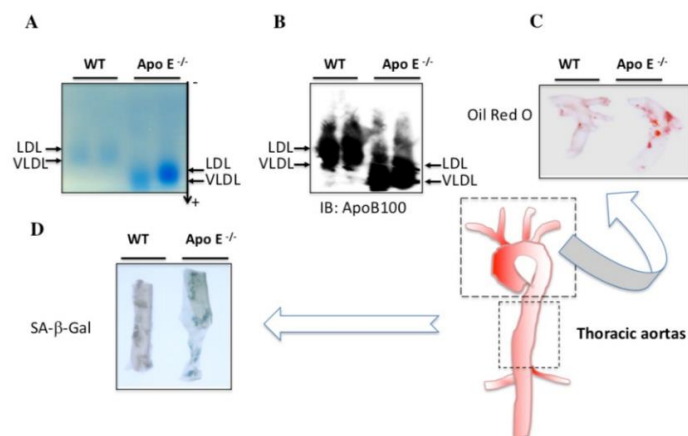 A
WT
Apo E -/-
-
LDL
VLDL
LDL
VLDL
+
B
WT
Apo E -/-
LDL
VLDL
LDL
VLDL
IB: ApoB100
C
WT
Apo E -/-
Oil Red O
D
WT
Apo E -/-
SA-β-Gal
Thoracic aortas